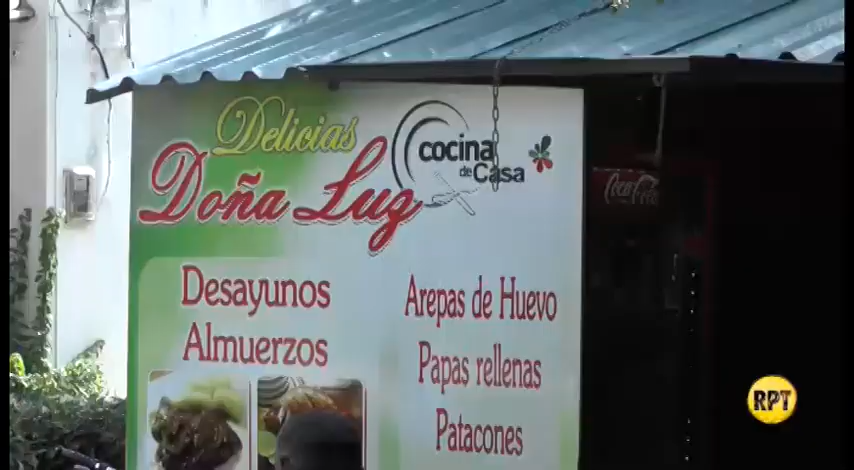 Delicias
Doña Luz
cocina
de Casa
Coca-Cola
Desayunos
Almuerzos
Arepas de Huevo
Papas rellenas
Patacones
RPT